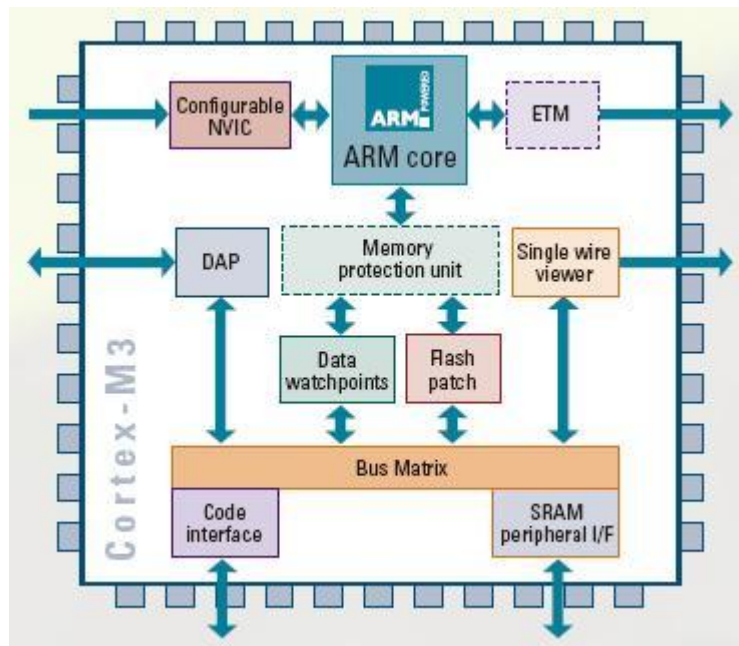 Configurable
NVIC
ARM POWERED
ARM core
ETM
DAP
Memory
protection unit
Single wire
viewer
Data
watchpoints
Flash
patch
Cortex-M3
Bus Matrix
Code
interface
SRAM
peripheral I/F